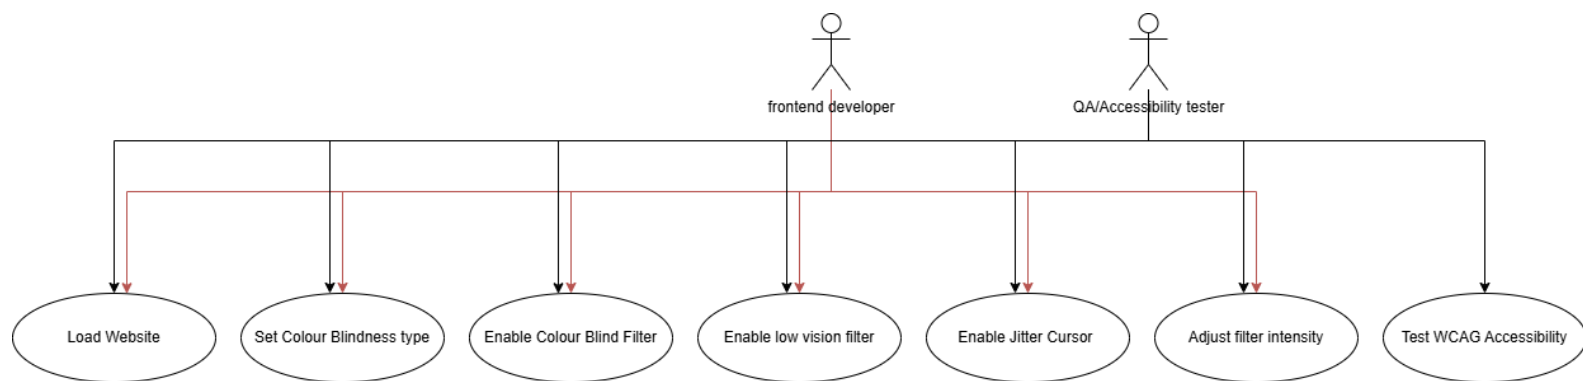 frontend developer
QA/Accessibility tester
Load Website
Set Colour Blindness type
Enable Colour Blind Filter
Enable low vision filter
Enable Jitter Cursor
Adjust filter intensity
Test WCAG Accessibility